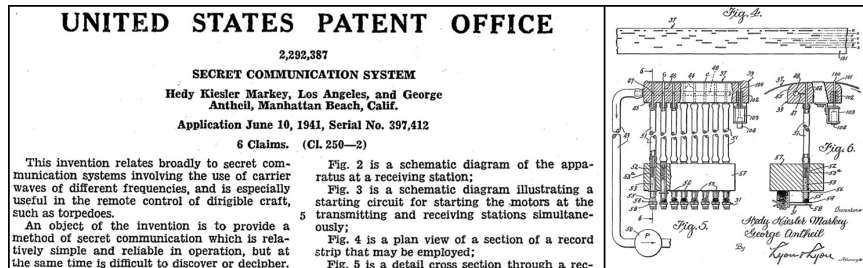 UNITED STATES PATENT OFFICE
2,292,387
SECRET COMMUNICATION SYSTEM
Hedy Kiesler Markey, Los Angeles, and George
Antheil, Manhattan Beach, Calif.
Application June 10, 1941, Serial No. 397,412
6 Claims. (Cl. 250—2)
This invention relates broadly to secret com-
munication systems involving the use of carrier
waves of different frequencies, and is especially
useful in the remote control of dirigible craft,
such as torpedoes.
An object of the invention is to provide a
method of secret communication which is rela-
tively simple and reliable in operation, but at
the same time is difficult to discover or decipher.
Fig. 2 is a schematic diagram of the appa-
ratus at a receiving station;
Fig. 3 is a schematic diagram illustrating a
starting circuit for starting the motors at the
5 transmitting and receiving stations simultane-
ously;
Fig. 4 is a plan view of a section of a record
strip that may be employed;
Fig. 5 is a detail cross section through a rec-
Fig. 4.
37
101
Fig. 6.
Fig. 5.
P
Inventors
Hedy Kiesler Markey
George Antheil
By
Lyon & Lyon
Attorneys